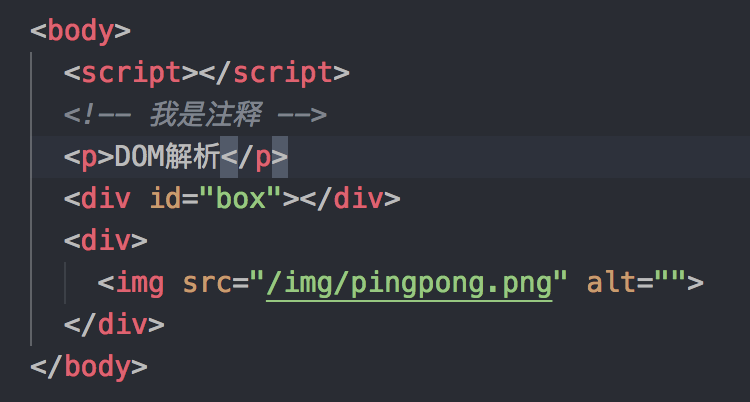 <body>
<script></script>
<!-- 我是注释 -->
<p>DOM解析</p>
<div id="box"></div>
<div>
<img src="/img/pingpong.png" alt="">
</div>
</body>